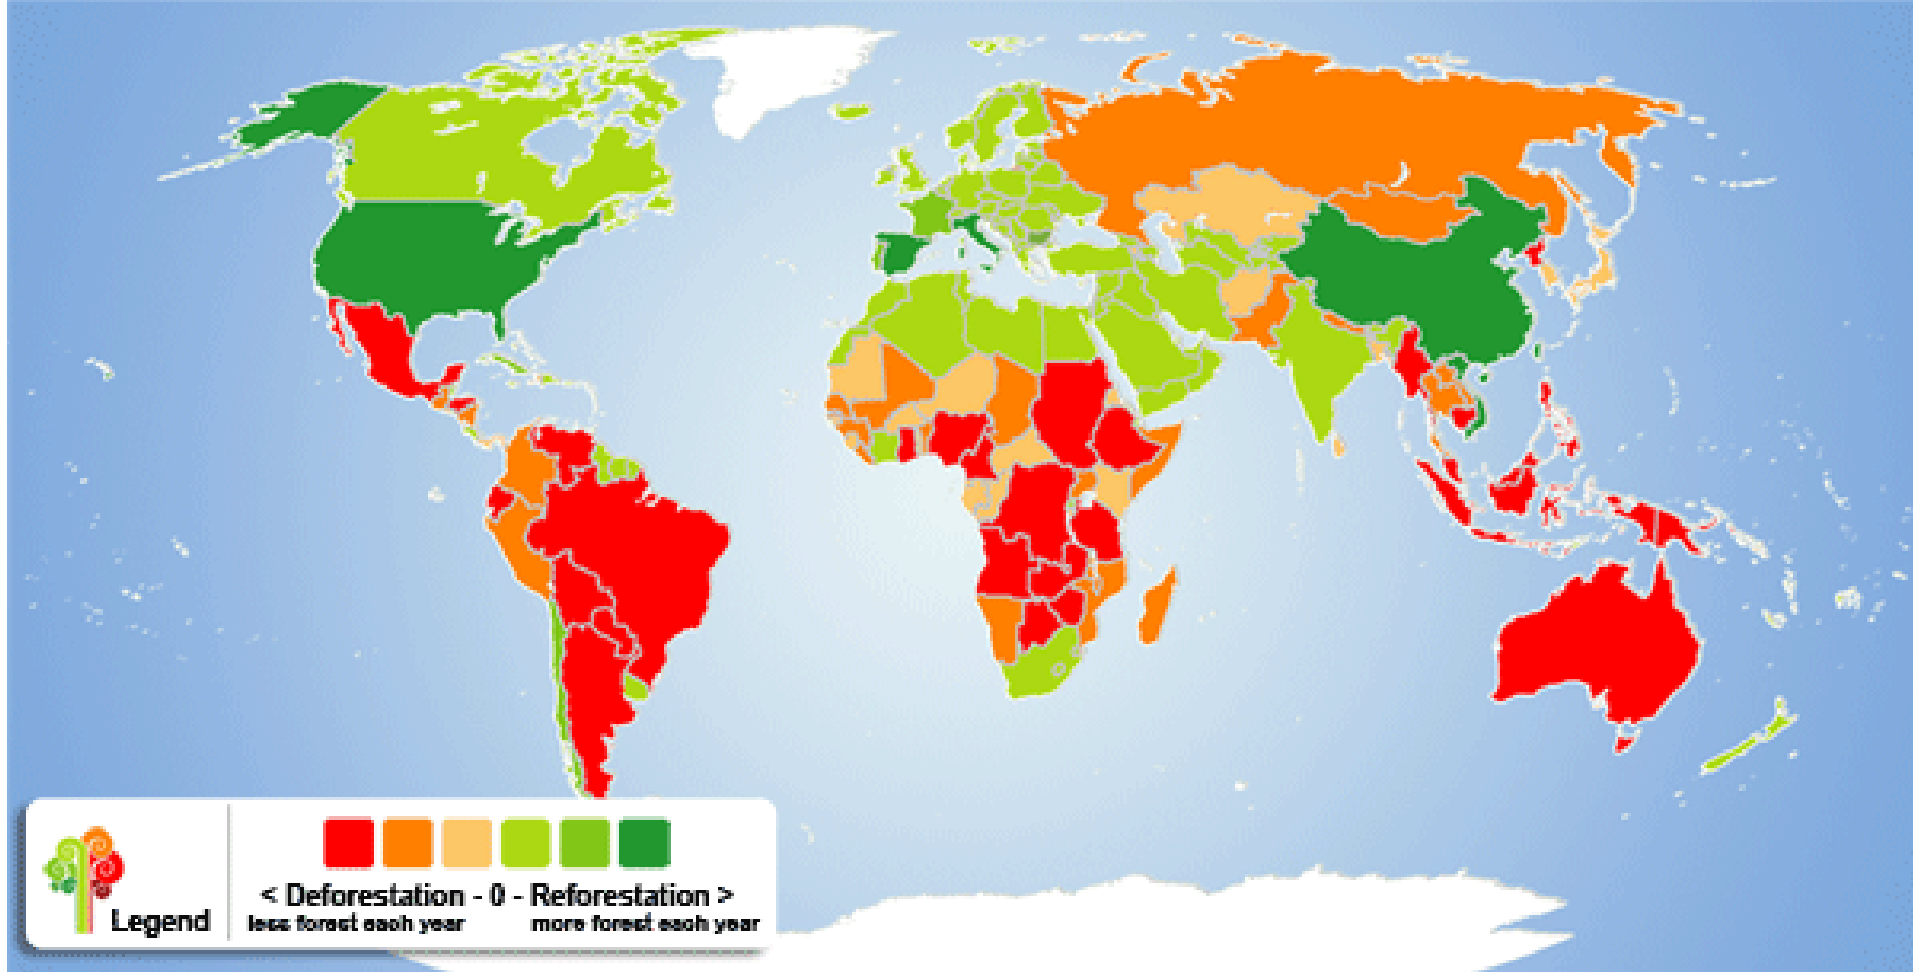 < Deforestation - 0 - Reforestation >
less forest each year more forest each year
Legend